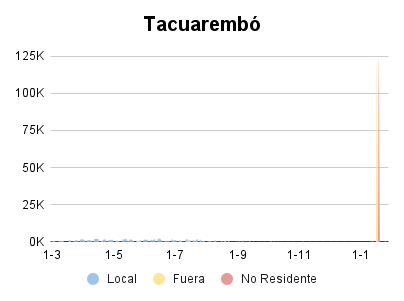 Tacuarembó
125K
100K
75K
50K
25K
0K
1-3 1-5 1-7 1-9 1-11 1-1
Local Fuera No Residente